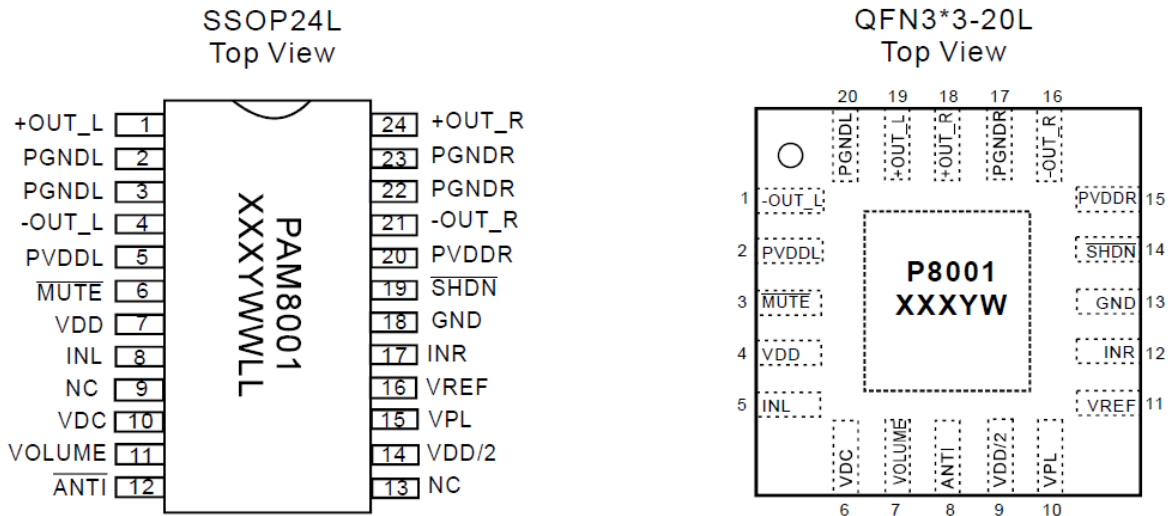 SSOP24L
Top View
+OUT_L 1
PGNDL 2
PGNDL 3
-OUT_L 4
PVDDL 5
MUTE 6
VDD 7
INL 8
NC 9
VDC 10
VOLUME 11
ANTI 12
24 +OUT_R
23 PGNDR
22 PGNDR
21 -OUT_R
20 PVDDR
19 SHDN
18 GND
17 INR
16 VREF
15 VPL
14 VDD/2
13 NC
PAM8001
XXXYWWLL
QFN3*3-20L
Top View
20 19 18 17 16
PGNDL
+OUT_L
+OUT_R
PGNDR
-OUT_R
1 -OUT_L
2 PVDDL
3 MUTE
4 VDD
5 INL
PVDDR 15
SHDN 14
GND 13
INR 12
VREF 11
P8001
XXXYW
VDC
VOLUME
ANTI
VDD/2
VPL
6 7 8 9 10